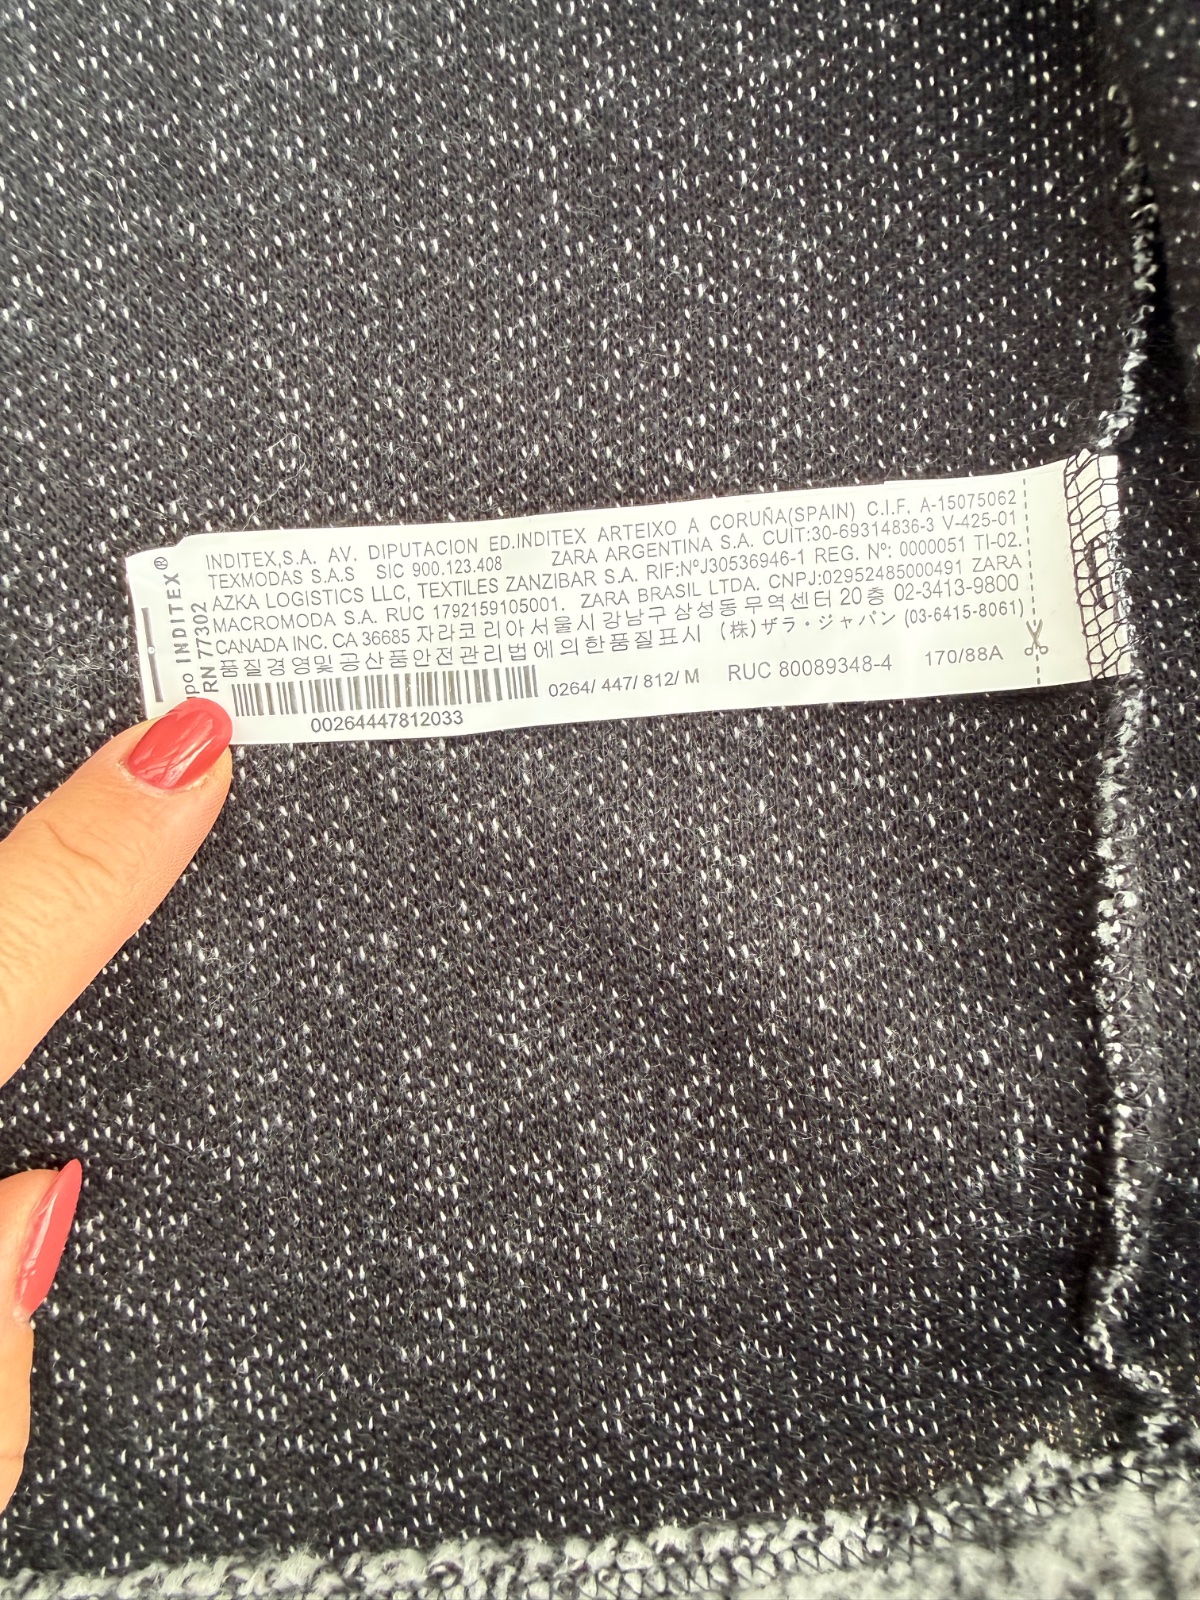 INDITEX,S.A. AV. DIPUTACION ED.INDITEX ARTEIXO A CORUÑA(SPAIN) C.I.F. A-15075062
TEXMODAS S.A.S SIC 900.123.408 ZARA ARGENTINA S.A. CUIT:30-69314836-3 V-425-01
AZKA LOGISTICS LLC, TEXTILES ZANZIBAR S.A. RIF:NºJ30536946-1 REG. Nº: 0000051 TI-02.
MACROMODA S.A. RUC 1792159105001. ZARA BRASIL LTDA. CNPJ:02952485000491 ZARA
CANADA INC. CA 36685 자라코리아서울시강남구삼성동무역센터20층 02-3413-9800
품질경영및공산품안전관리법에의한품질표시 (株)ザラ・ジャパン (03-6415-8061)
0264/ 447/ 812/ M RUC 80089348-4 170/88A
00264447812033
po INDITEX®
RN 77302